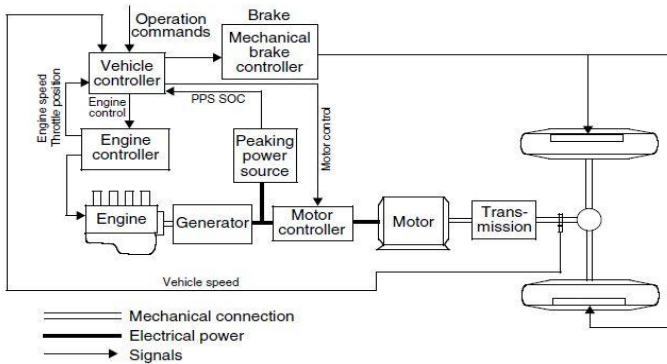 Operation
commands
Brake
Mechanical
brake
controller
Vehicle
controller
Engine speed
Throttle position
Engine
control
PPS SOC
Motor control
Engine
controller
Peaking
power
source
Engine
Generator
Motor
controller
Motor
Trans-
mission
Vehicle speed
Mechanical connection
Electrical power
Signals